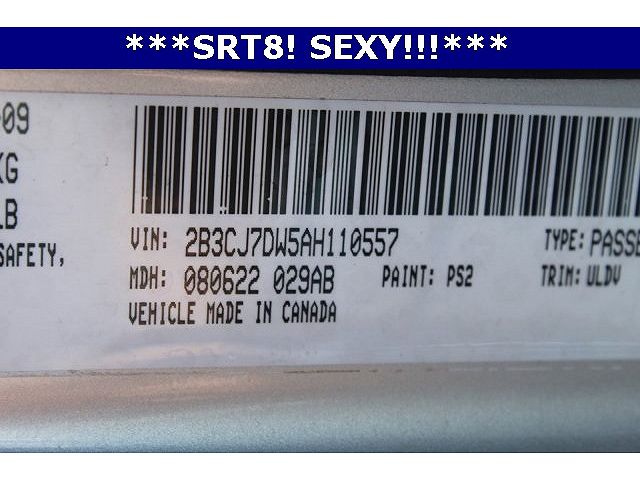 ***SRT8! SEXY!!!***
-09
KG
LB
SAFETY,
VIN: 2B3CJ7DW5AH110557
TYPE: PASSE
MDH: 080622 029AB
PAINT: PS2
TRIM: ULDV
VEHICLE MADE IN CANADA